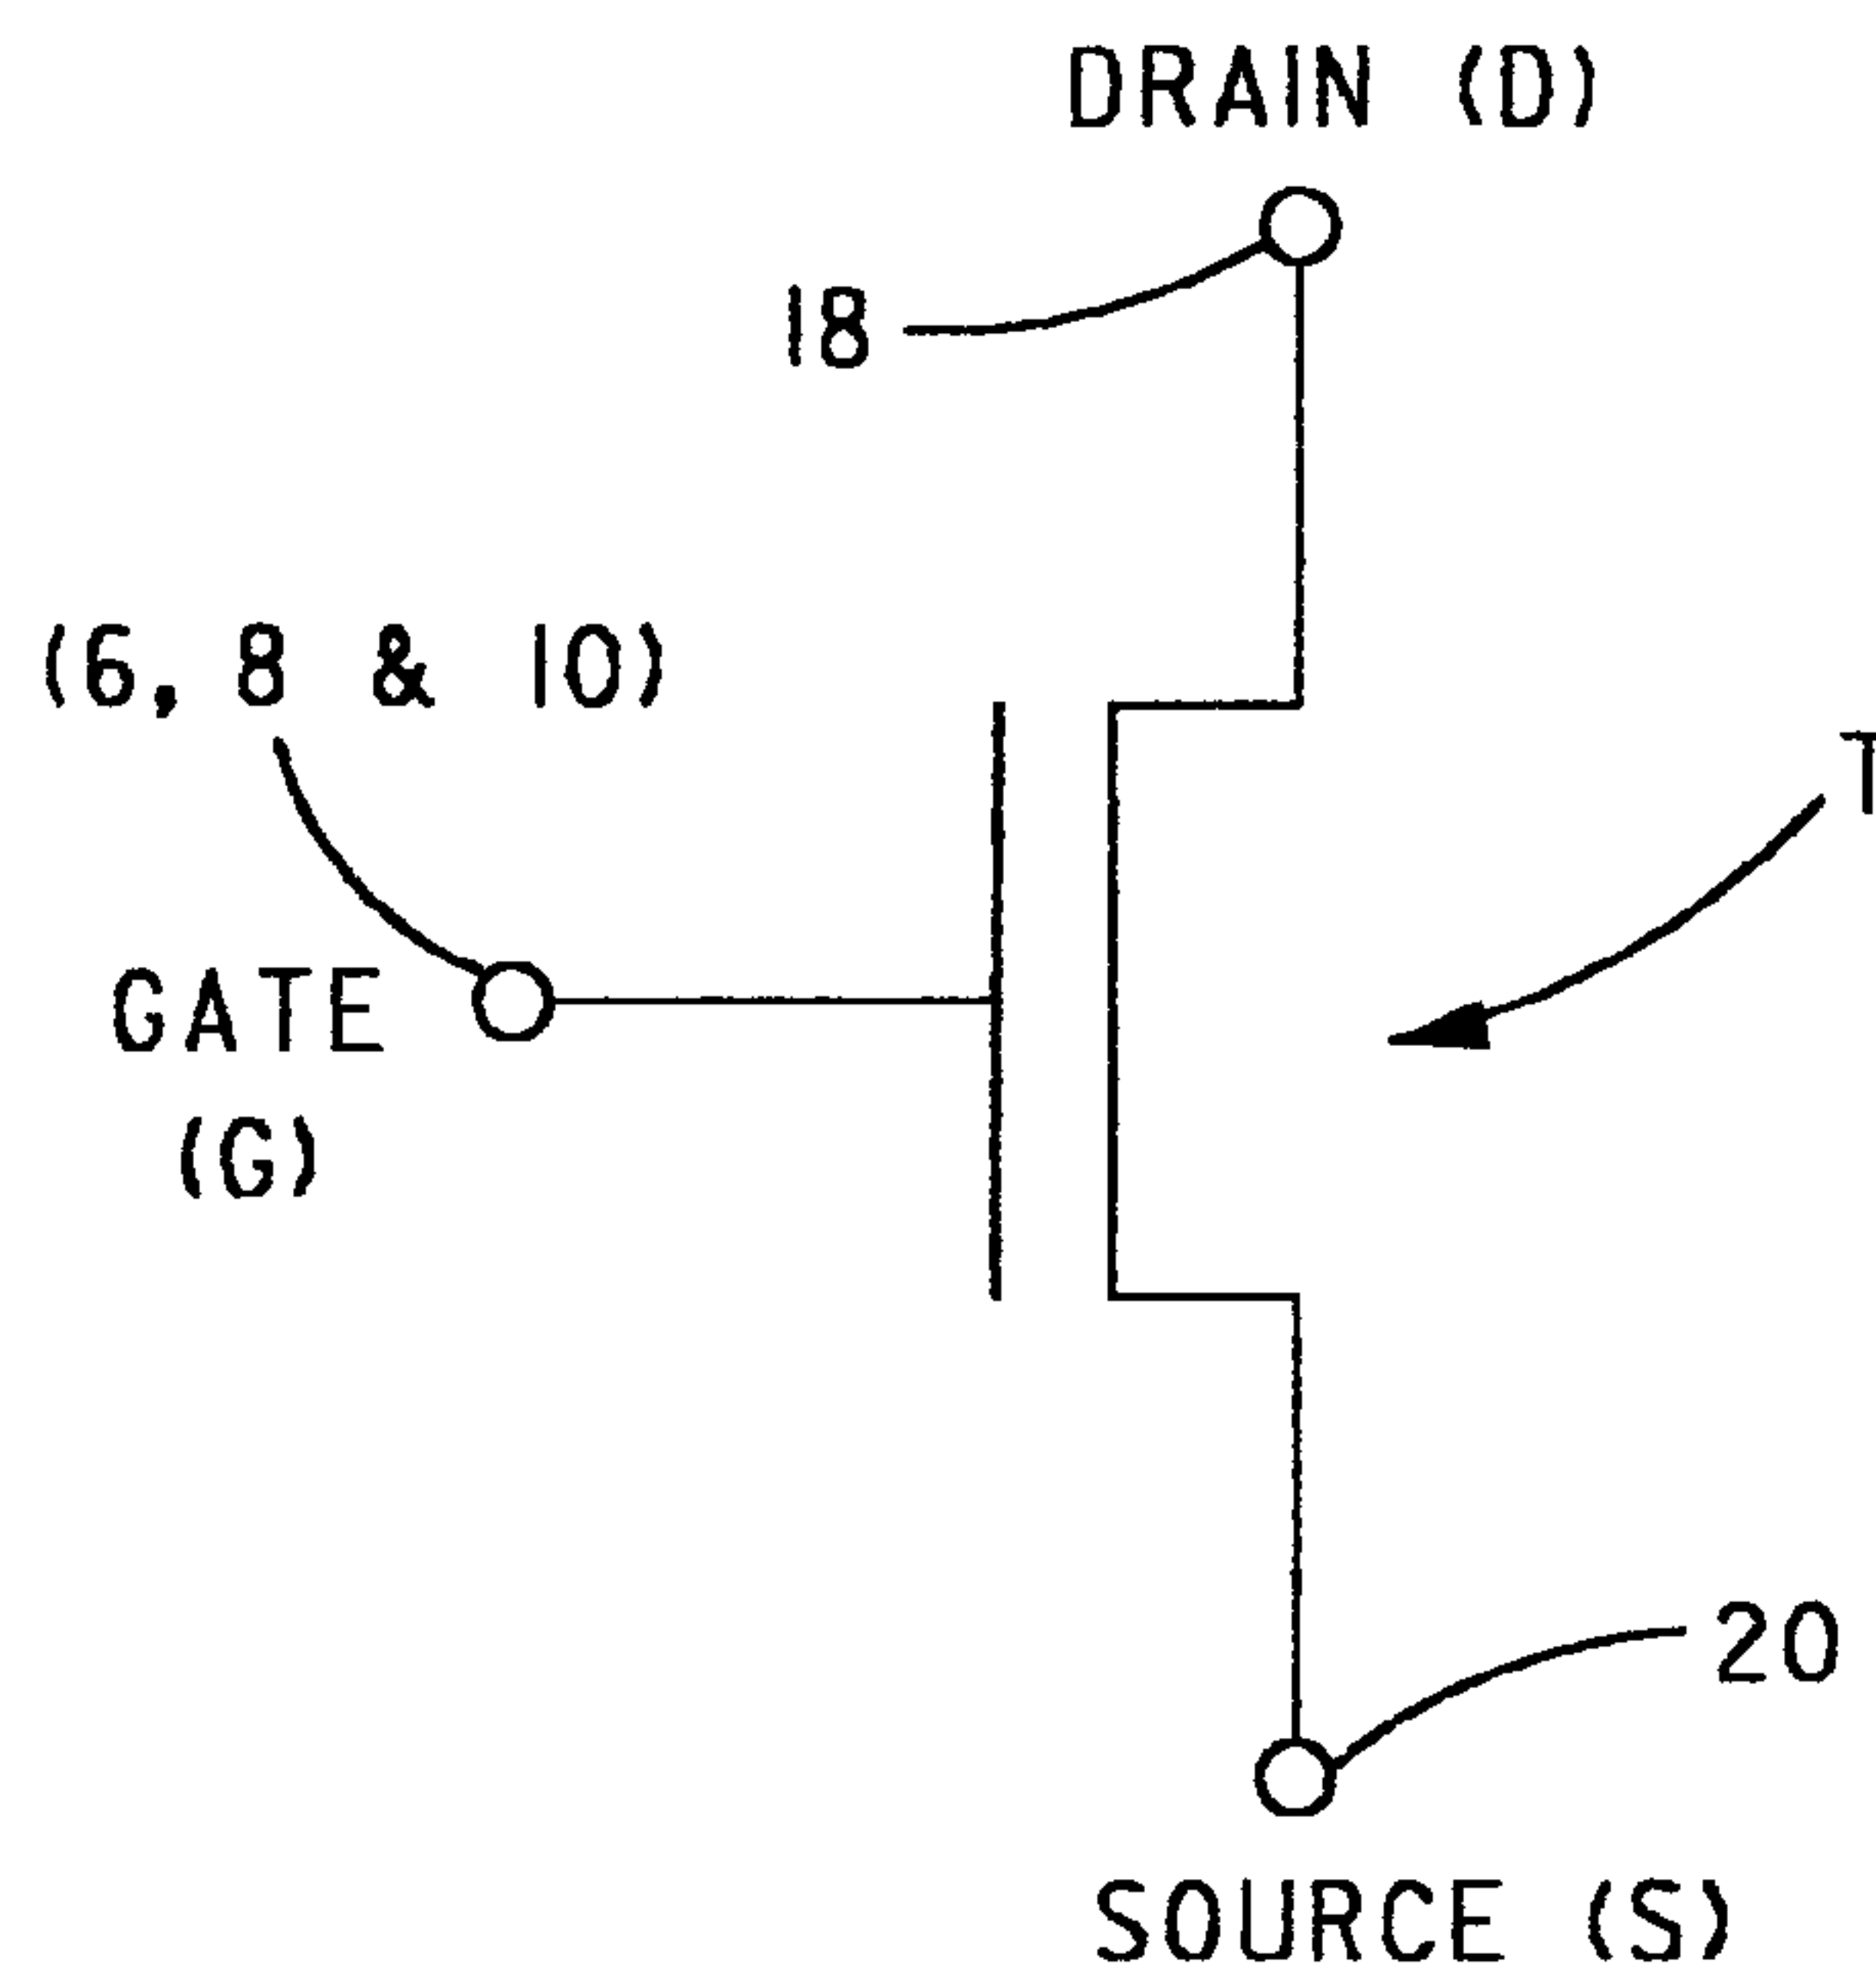 DRAIN (D)
18
(6, 8 & 10)
T
GATE
(G)
20
SOURCE (S)